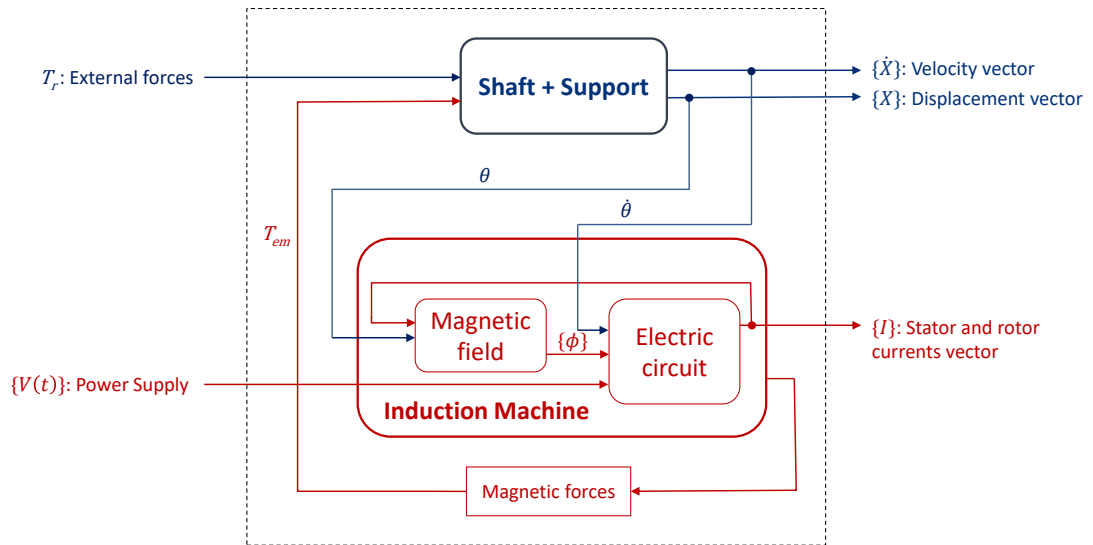 T_r: External forces
Shaft + Support
{Ẋ}: Velocity vector
{X}: Displacement vector
θ
θ̇
T_em
Magnetic
field
{ϕ}
Electric
circuit
{I}: Stator and rotor
currents vector
{V(t)}: Power Supply
Induction Machine
Magnetic forces